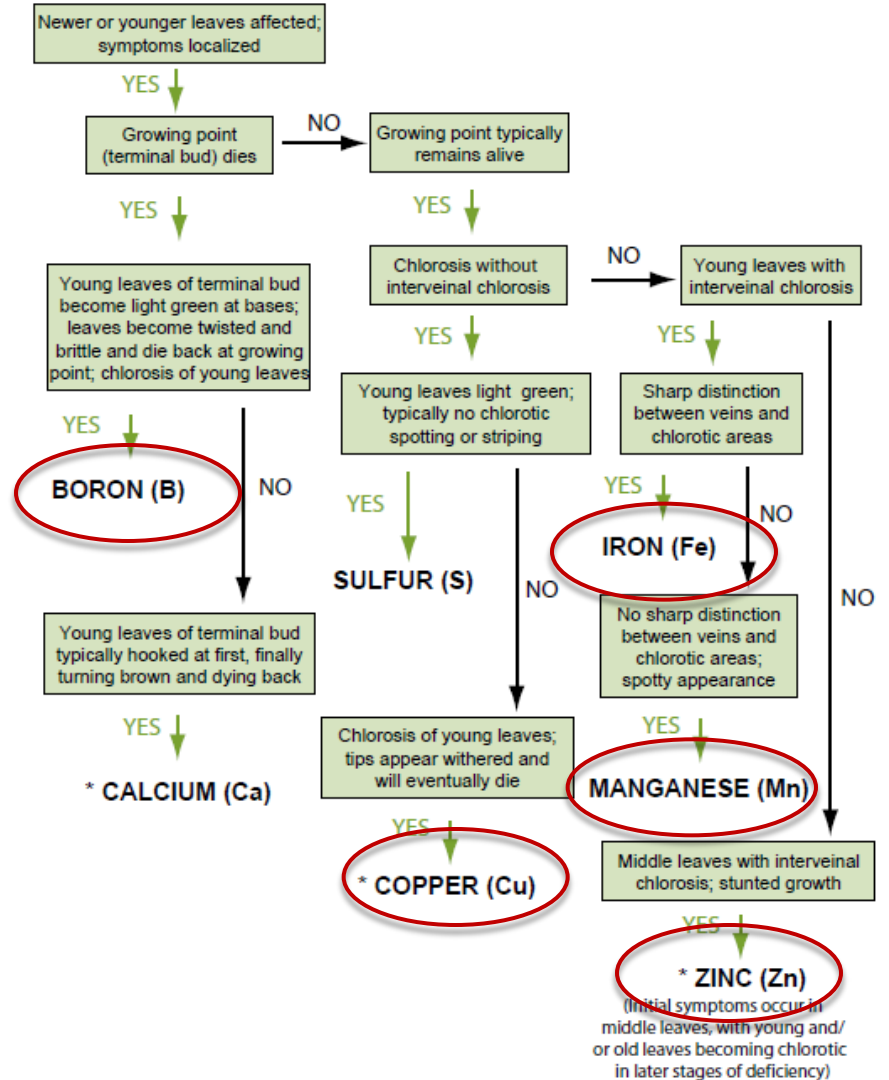 Newer or younger leaves affected;
symptoms localized
YES
Growing point
(terminal bud) dies
NO
Growing point typically
remains alive
YES
YES
Young leaves of terminal bud
become light green at bases;
leaves become twisted and
brittle and die back at growing
point; chlorosis of young leaves
Chlorosis without
interveinal chlorosis
NO
Young leaves with
interveinal chlorosis
YES
YES
Young leaves light green;
typically no chlorotic
spotting or striping
Sharp distinction
between veins and
chlorotic areas
YES
BORON (B)
NO
YES
SULFUR (S)
NO
YES
IRON (Fe)
NO
NO
Young leaves of terminal bud
typically hooked at first, finally
turning brown and dying back
No sharp distinction
between veins and
chlorotic areas;
spotty appearance
YES
* CALCIUM (Ca)
Chlorosis of young leaves;
tips appear withered and
will eventually die
YES
MANGANESE (Mn)
YES
* COPPER (Cu)
Middle leaves with interveinal
chlorosis; stunted growth
YES
* ZINC (Zn)
(Initial symptoms occur in
middle leaves, with young and/
or old leaves becoming chlorotic
in later stages of deficiency)